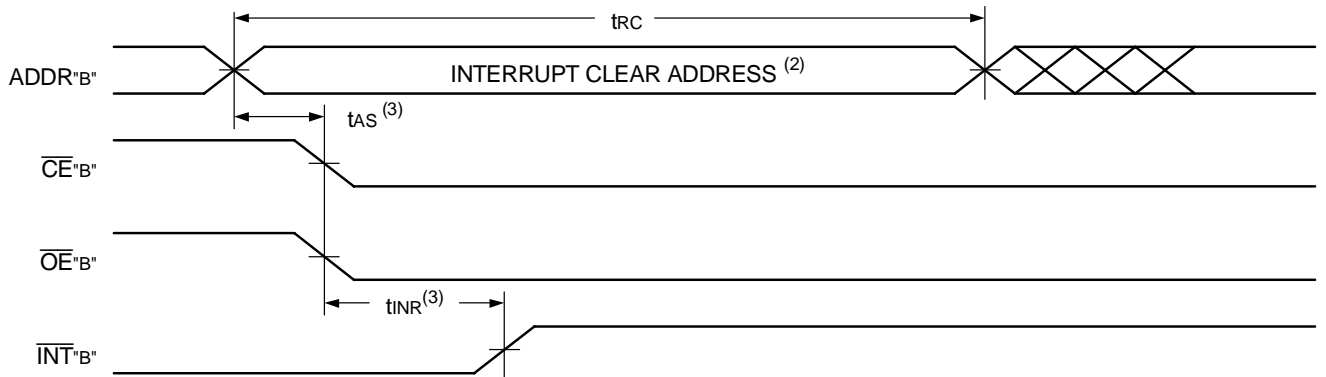 tRC
ADDR"B"
INTERRUPT CLEAR ADDRESS (2)
tAS (3)
CE"B"
OE"B"
tINR(3)
INT"B"